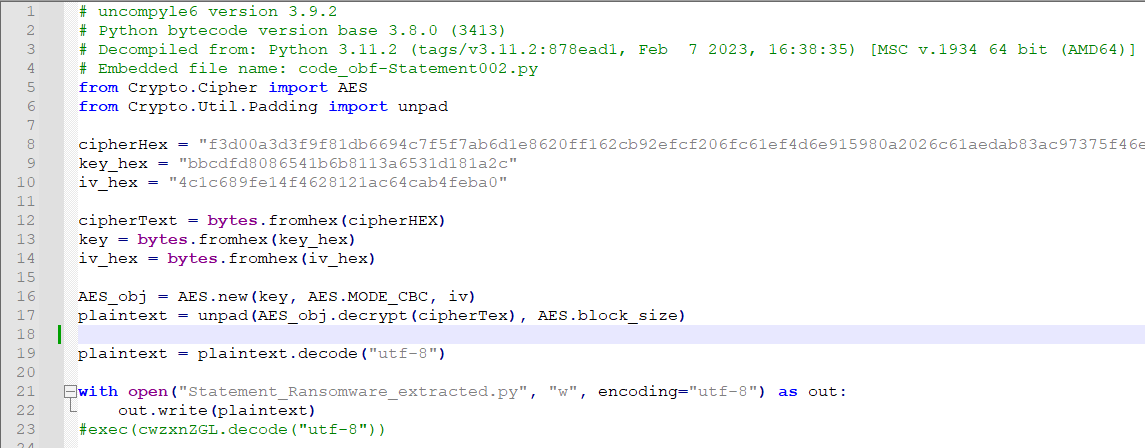 1 # uncompyle6 version 3.9.2
2 # Python bytecode version base 3.8.0 (3413)
3 # Decompiled from: Python 3.11.2 (tags/v3.11.2:878ead1, Feb  7 2023, 16:38:35) [MSC v.1934 64 bit (AMD64)]
4 # Embedded file name: code_obf-Statement002.py
5 from Crypto.Cipher import AES
6 from Crypto.Util.Padding import unpad
7
8 cipherHex = "f3d00a3d3f9f81db6694c7f5f7ab6d1e8620ff162cb92efcf206fc61ef4d6e915980a2026c61aedab83ac97375f46e
9 key_hex = "bbcdfd8086541b6b8113a6531d181a2c"
10 iv_hex = "4c1c689fe14f4628121ac64cab4feba0"
11
12 cipherText = bytes.fromhex(cipherHEX)
13 key = bytes.fromhex(key_hex)
14 iv_hex = bytes.fromhex(iv_hex)
15
16 AES_obj = AES.new(key, AES.MODE_CBC, iv)
17 plaintext = unpad(AES_obj.decrypt(cipherTex), AES.block_size)
18
19 plaintext = plaintext.decode("utf-8")
20
21 with open("Statement_Ransomware_extracted.py", "w", encoding="utf-8") as out:
22     out.write(plaintext)
23 #exec(cwzxnZGL.decode("utf-8"))
24